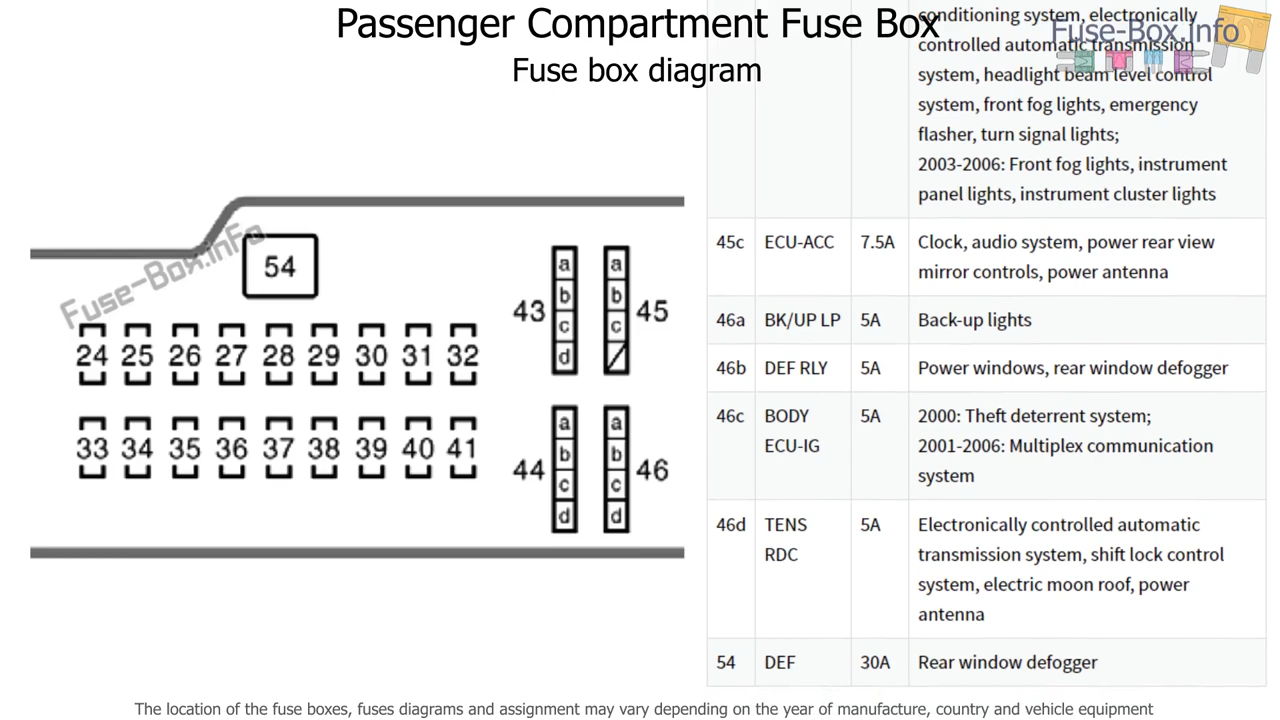 Passenger Compartment Fuse Box
Fuse box diagram
Fuse-Box.info
conditioning system, electronically
controlled automatic transmission
system, headlight beam level control
system, front fog lights, emergency
flasher, turn signal lights;
2003-2006: Front fog lights, instrument
panel lights, instrument cluster lights
45c ECU-ACC 7.5A Clock, audio system, power rear view
mirror controls, power antenna
46a BK/UP LP 5A Back-up lights
46b DEF RLY 5A Power windows, rear window defogger
46c BODY 5A 2000: Theft deterrent system;
ECU-IG 2001-2006: Multiplex communication
system
46d TENS 5A Electronically controlled automatic
RDC transmission system, shift lock control
system, electric moon roof, power
antenna
54 DEF 30A Rear window defogger
Fuse-Box.info
54
24 25 26 27 28 29 30 31 32
33 34 35 36 37 38 39 40 41
43
a
b
c
d
45
a
b
c
44
a
b
c
d
46
a
b
c
d
The location of the fuse boxes, fuses diagrams and assignment may vary depending on the year of manufacture, country and vehicle equipment